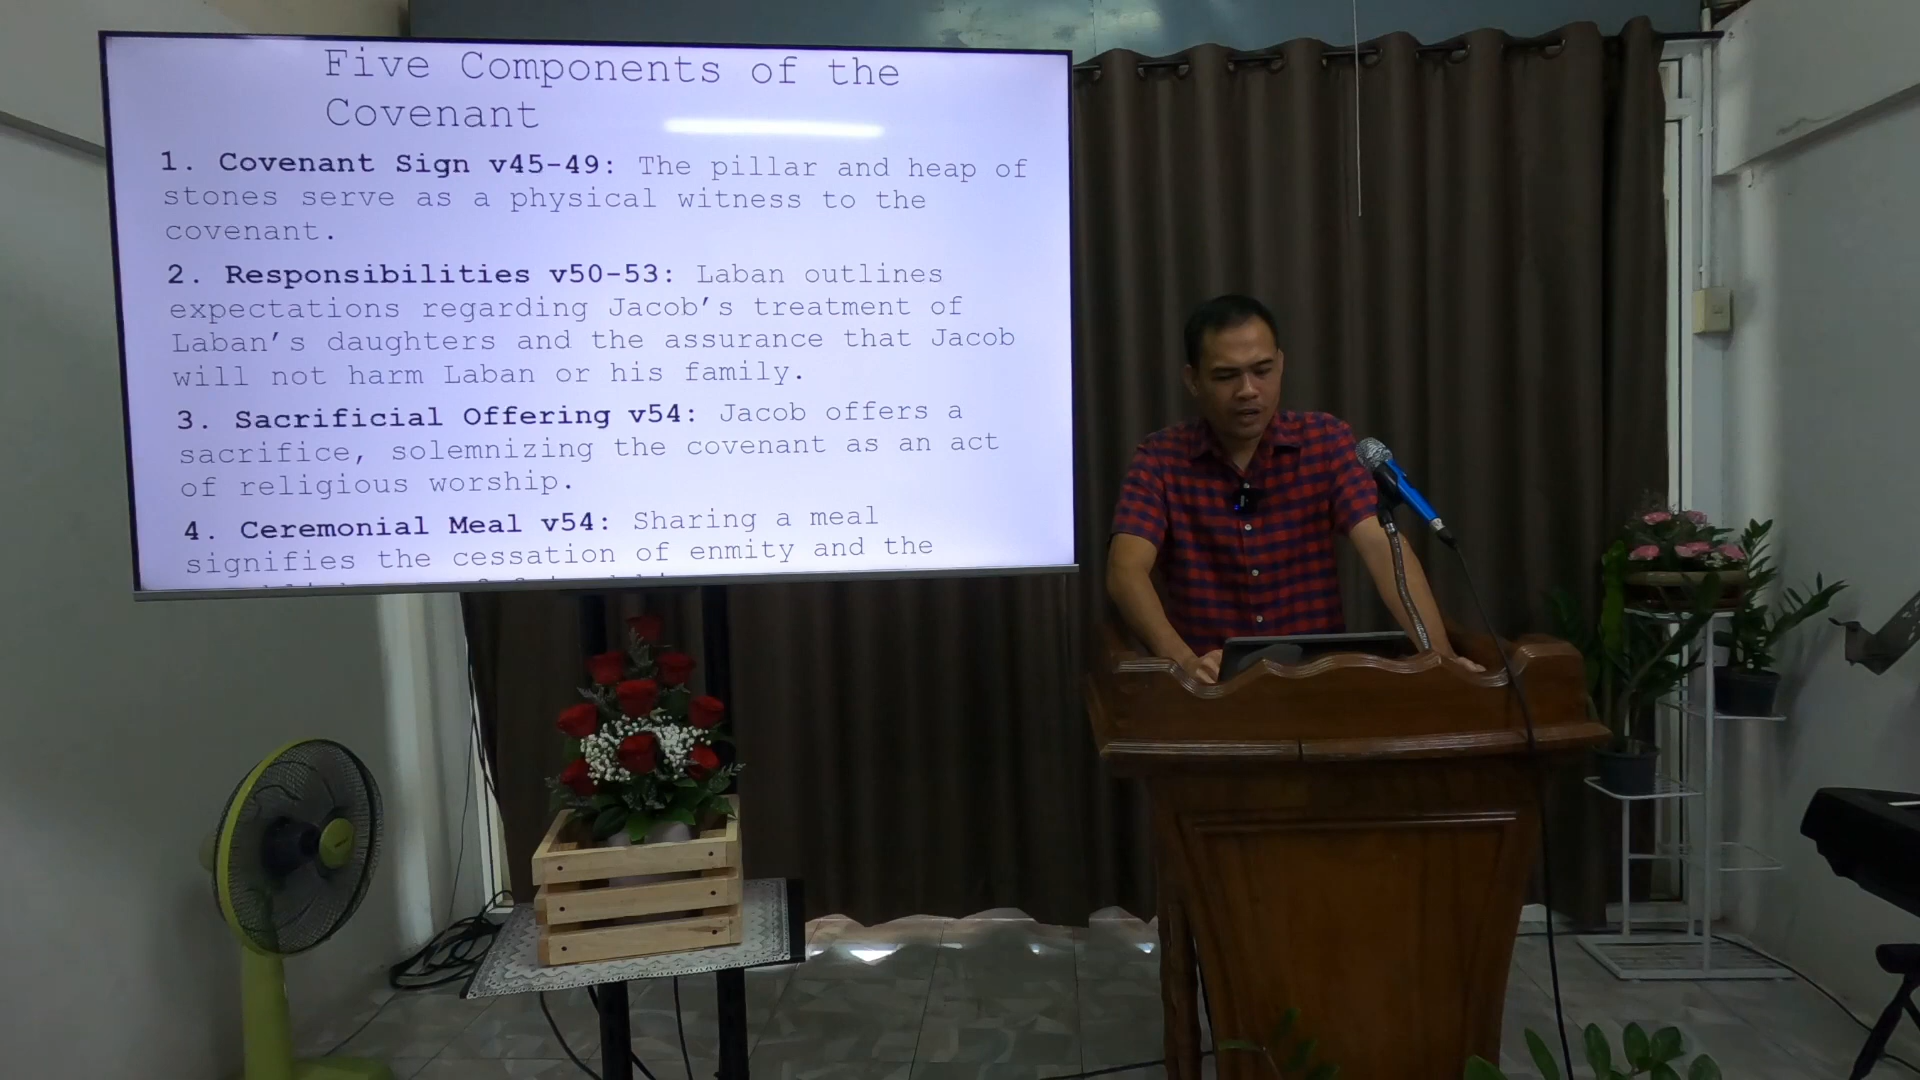 Five Components of the
Covenant
1. Covenant Sign v45-49: The pillar and heap of
stones serve as a physical witness to the
covenant.
2. Responsibilities v50-53: Laban outlines
expectations regarding Jacob’s treatment of
Laban’s daughters and the assurance that Jacob
will not harm Laban or his family.
3. Sacrificial Offering v54: Jacob offers a
sacrifice, solemnizing the covenant as an act
of religious worship.
4. Ceremonial Meal v54: Sharing a meal
signifies the cessation of enmity and the